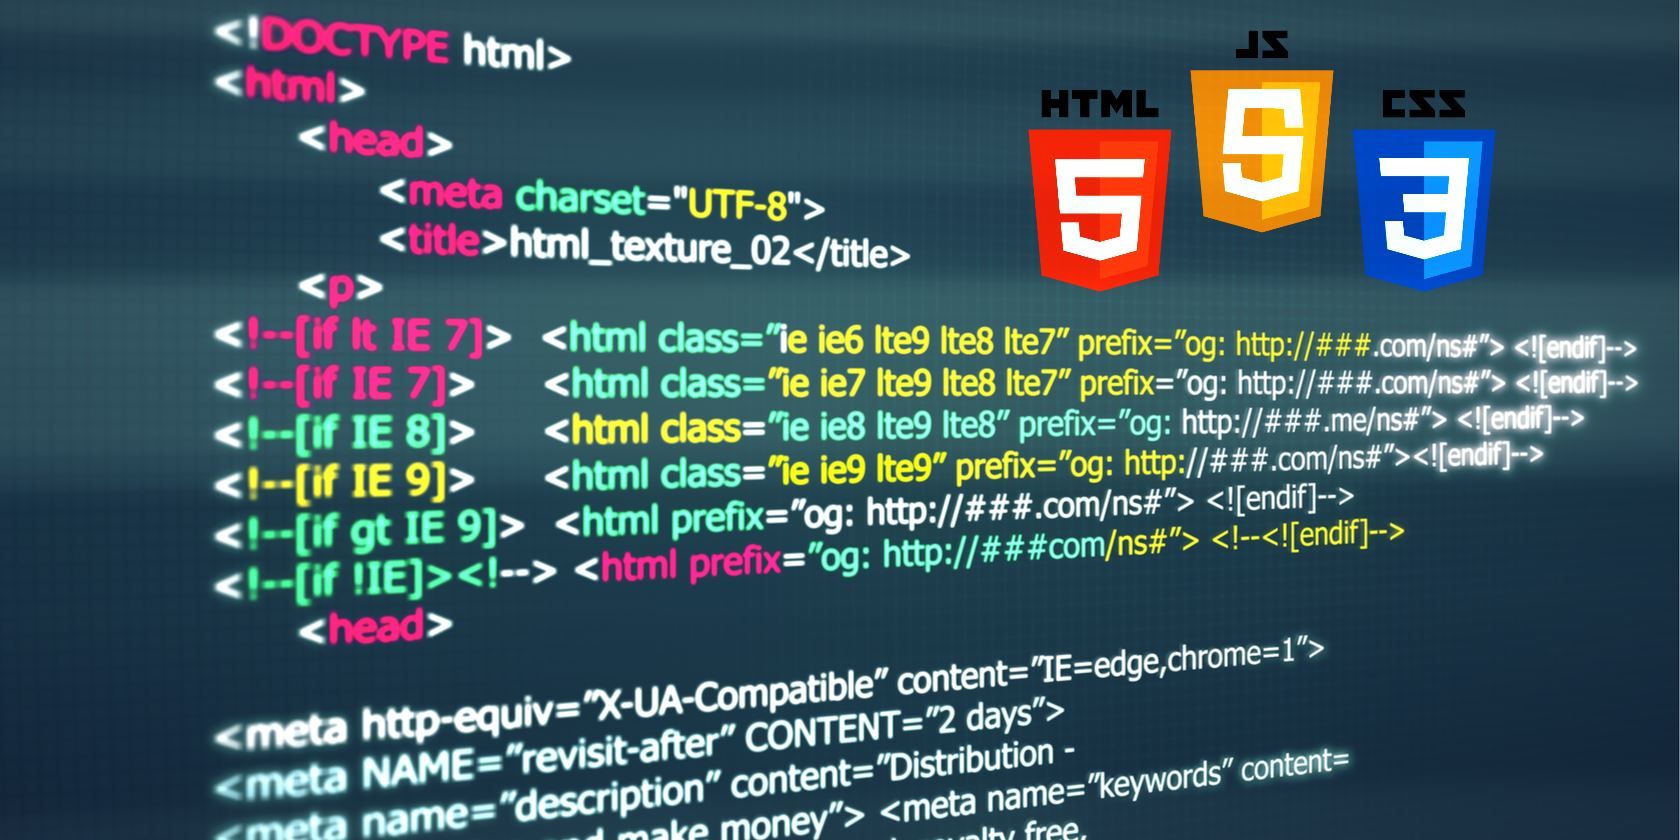 <!DOCTYPE html>
<html>
<head>
<meta charset="UTF-8">
<title>html_texture_02</title>
<p>
<!--[if lt IE 7]> <html class="ie ie6 lte9 lte8 lte7" prefix="og: http://###.com/ns#"> <![endif]-->
<!--[if IE 7]> <html class="ie ie7 lte9 lte8 lte7" prefix="og: http://###.com/ns#"> <![endif]-->
<!--[if IE 8]> <html class="ie ie8 lte9 lte8" prefix="og: http://###.me/ns#"> <![endif]-->
<!--[if IE 9]> <html class="ie ie9 lte9" prefix="og: http://###.com/ns#"><![endif]-->
<!--[if gt IE 9]> <html prefix="og: http://###.com/ns#"> <![endif]-->
<!--[if !IE]><!--> <html prefix="og: http://###com/ns#"> <!--<![endif]-->
<head>
<meta http-equiv="X-UA-Compatible" content="IE=edge,chrome=1">
<meta NAME="revisit-after" CONTENT="2 days">
<meta name="description" content="Distribution -
and make money"> <meta name="keywords" content=
free,
JS
HTML
CSS
5
S
3